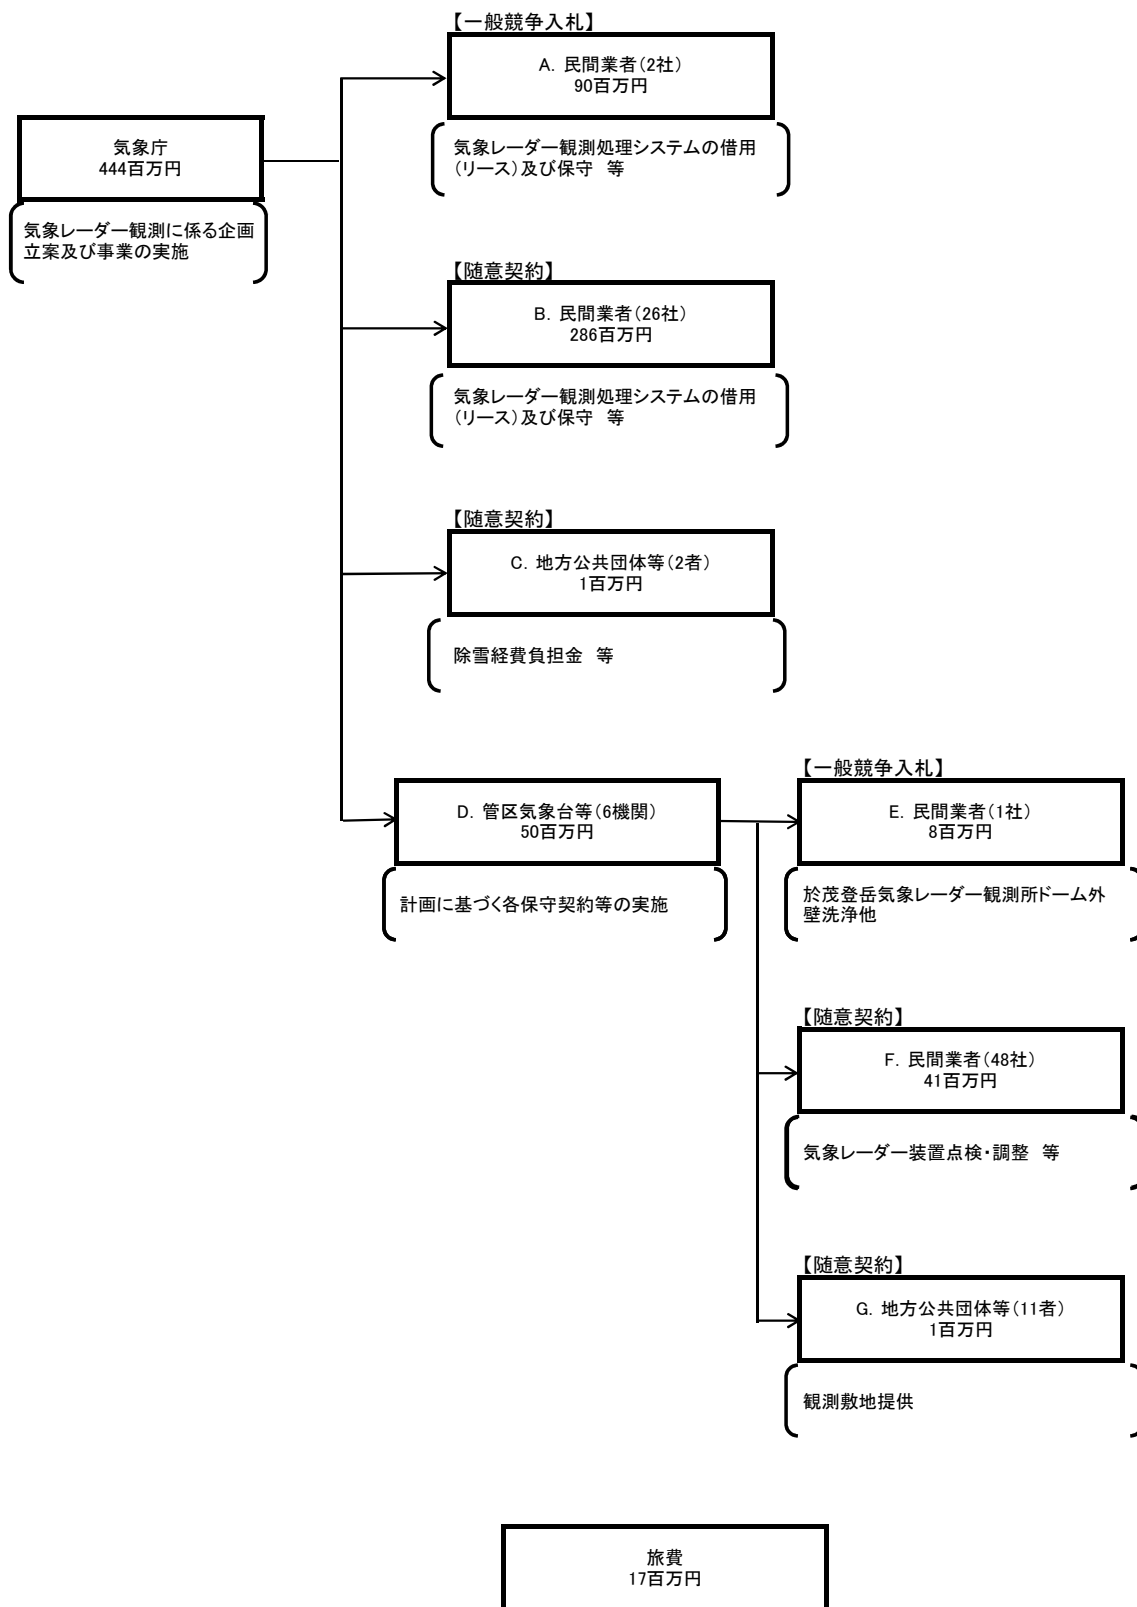 【一般競争入札】
A．民間業者（2社）
90百万円
気象レーダー観測処理システムの借用
（リース）及び保守　等
気象庁
444百万円
気象レーダー観測に係る企画
立案及び事業の実施
【随意契約】
B．民間業者（26社）
286百万円
気象レーダー観測処理システムの借用
（リース）及び保守　等
【随意契約】
C．地方公共団体等（2者）
1百万円
除雪経費負担金　等
D．管区気象台等（6機関）
50百万円
計画に基づく各保守契約等の実施
【一般競争入札】
E．民間業者（1社）
8百万円
於茂登岳気象レーダー観測所ドーム外
壁洗浄他
【随意契約】
F．民間業者（48社）
41百万円
気象レーダー装置点検・調整　等
【随意契約】
G．地方公共団体等（11者）
1百万円
観測敷地提供
旅費
17百万円